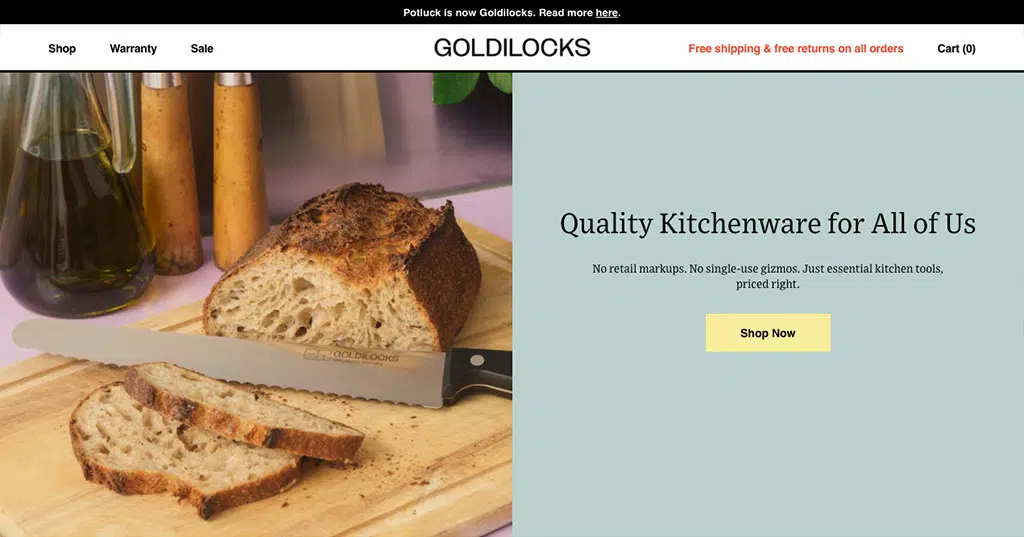 Potluck is now Goldilocks. Read more here.
Shop
Warranty
Sale
GOLDILOCKS
Free shipping & free returns on all orders
Cart (0)
GOLDILOCKS
Quality Kitchenware for All of Us
No retail markups. No single-use gizmos. Just essential kitchen tools,
priced right.
Shop Now